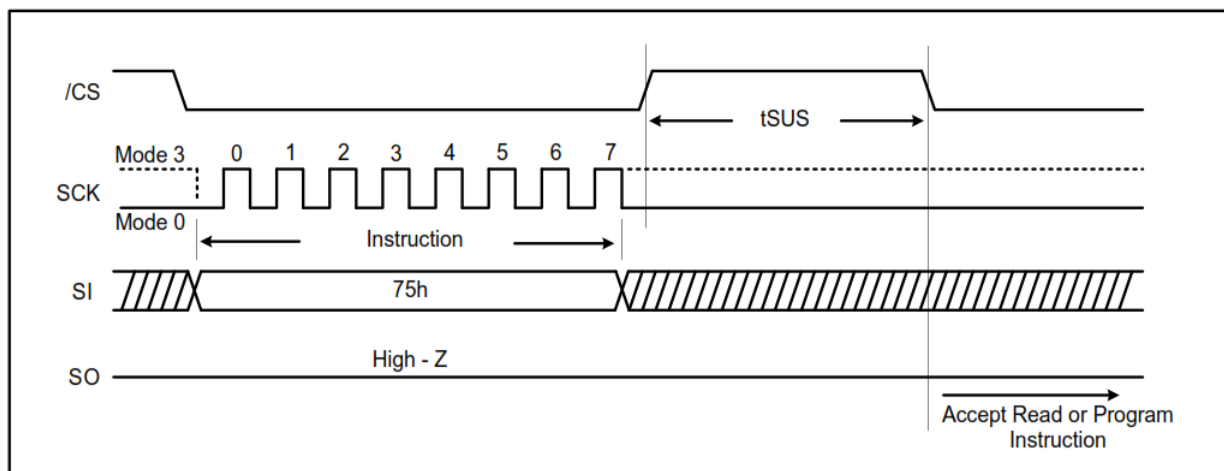 /CS
tSUS
Mode 3
0 1 2 3 4 5 6 7
SCK
Mode 0
Instruction
SI
75h
High - Z
SO
Accept Read or Program
Instruction